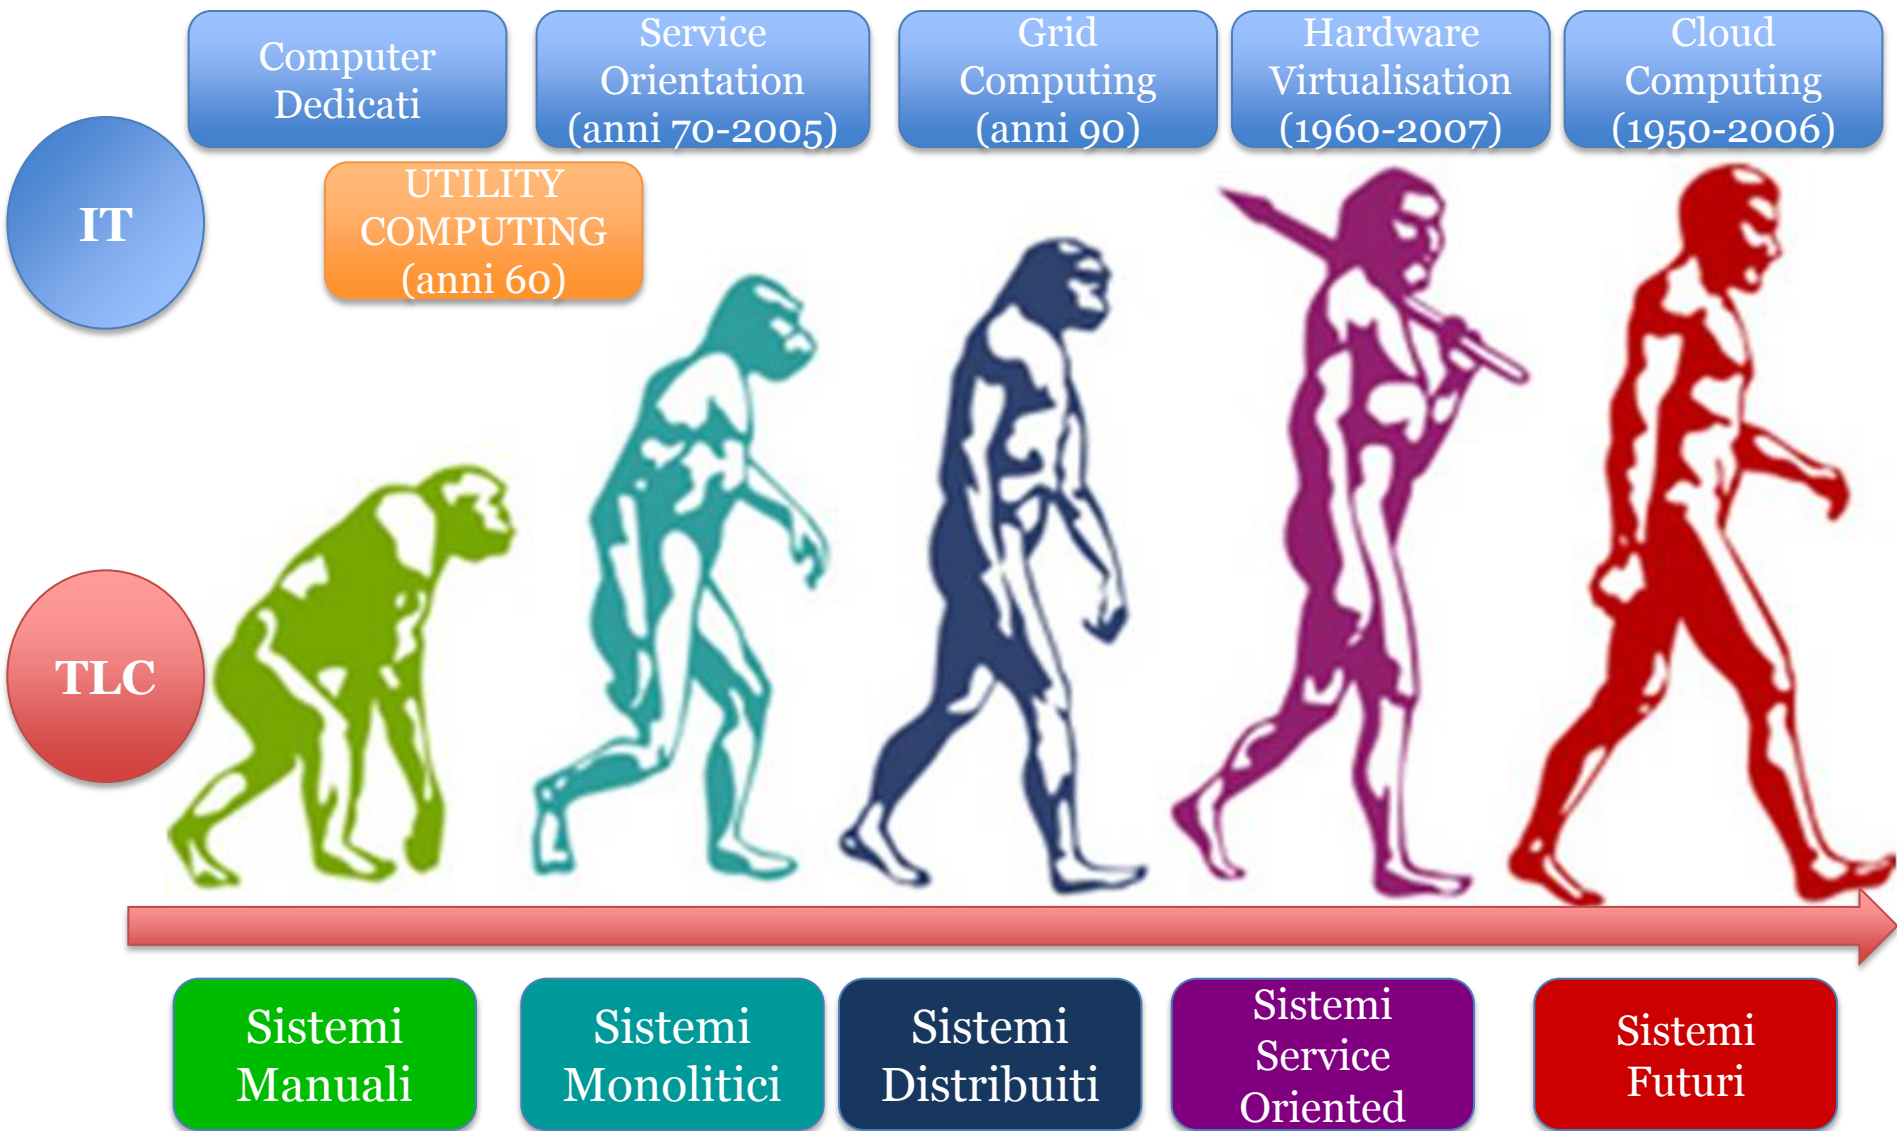 Computer
Dedicati
Service
Orientation
(anni 70-2005)
Grid
Computing
(anni 90)
Hardware
Virtualisation
(1960-2007)
Cloud
Computing
(1950-2006)
IT
UTILITY
COMPUTING
(anni 60)
TLC
Sistemi
Manuali
Sistemi
Monolitici
Sistemi
Distribuiti
Sistemi
Service
Oriented
Sistemi
Futuri